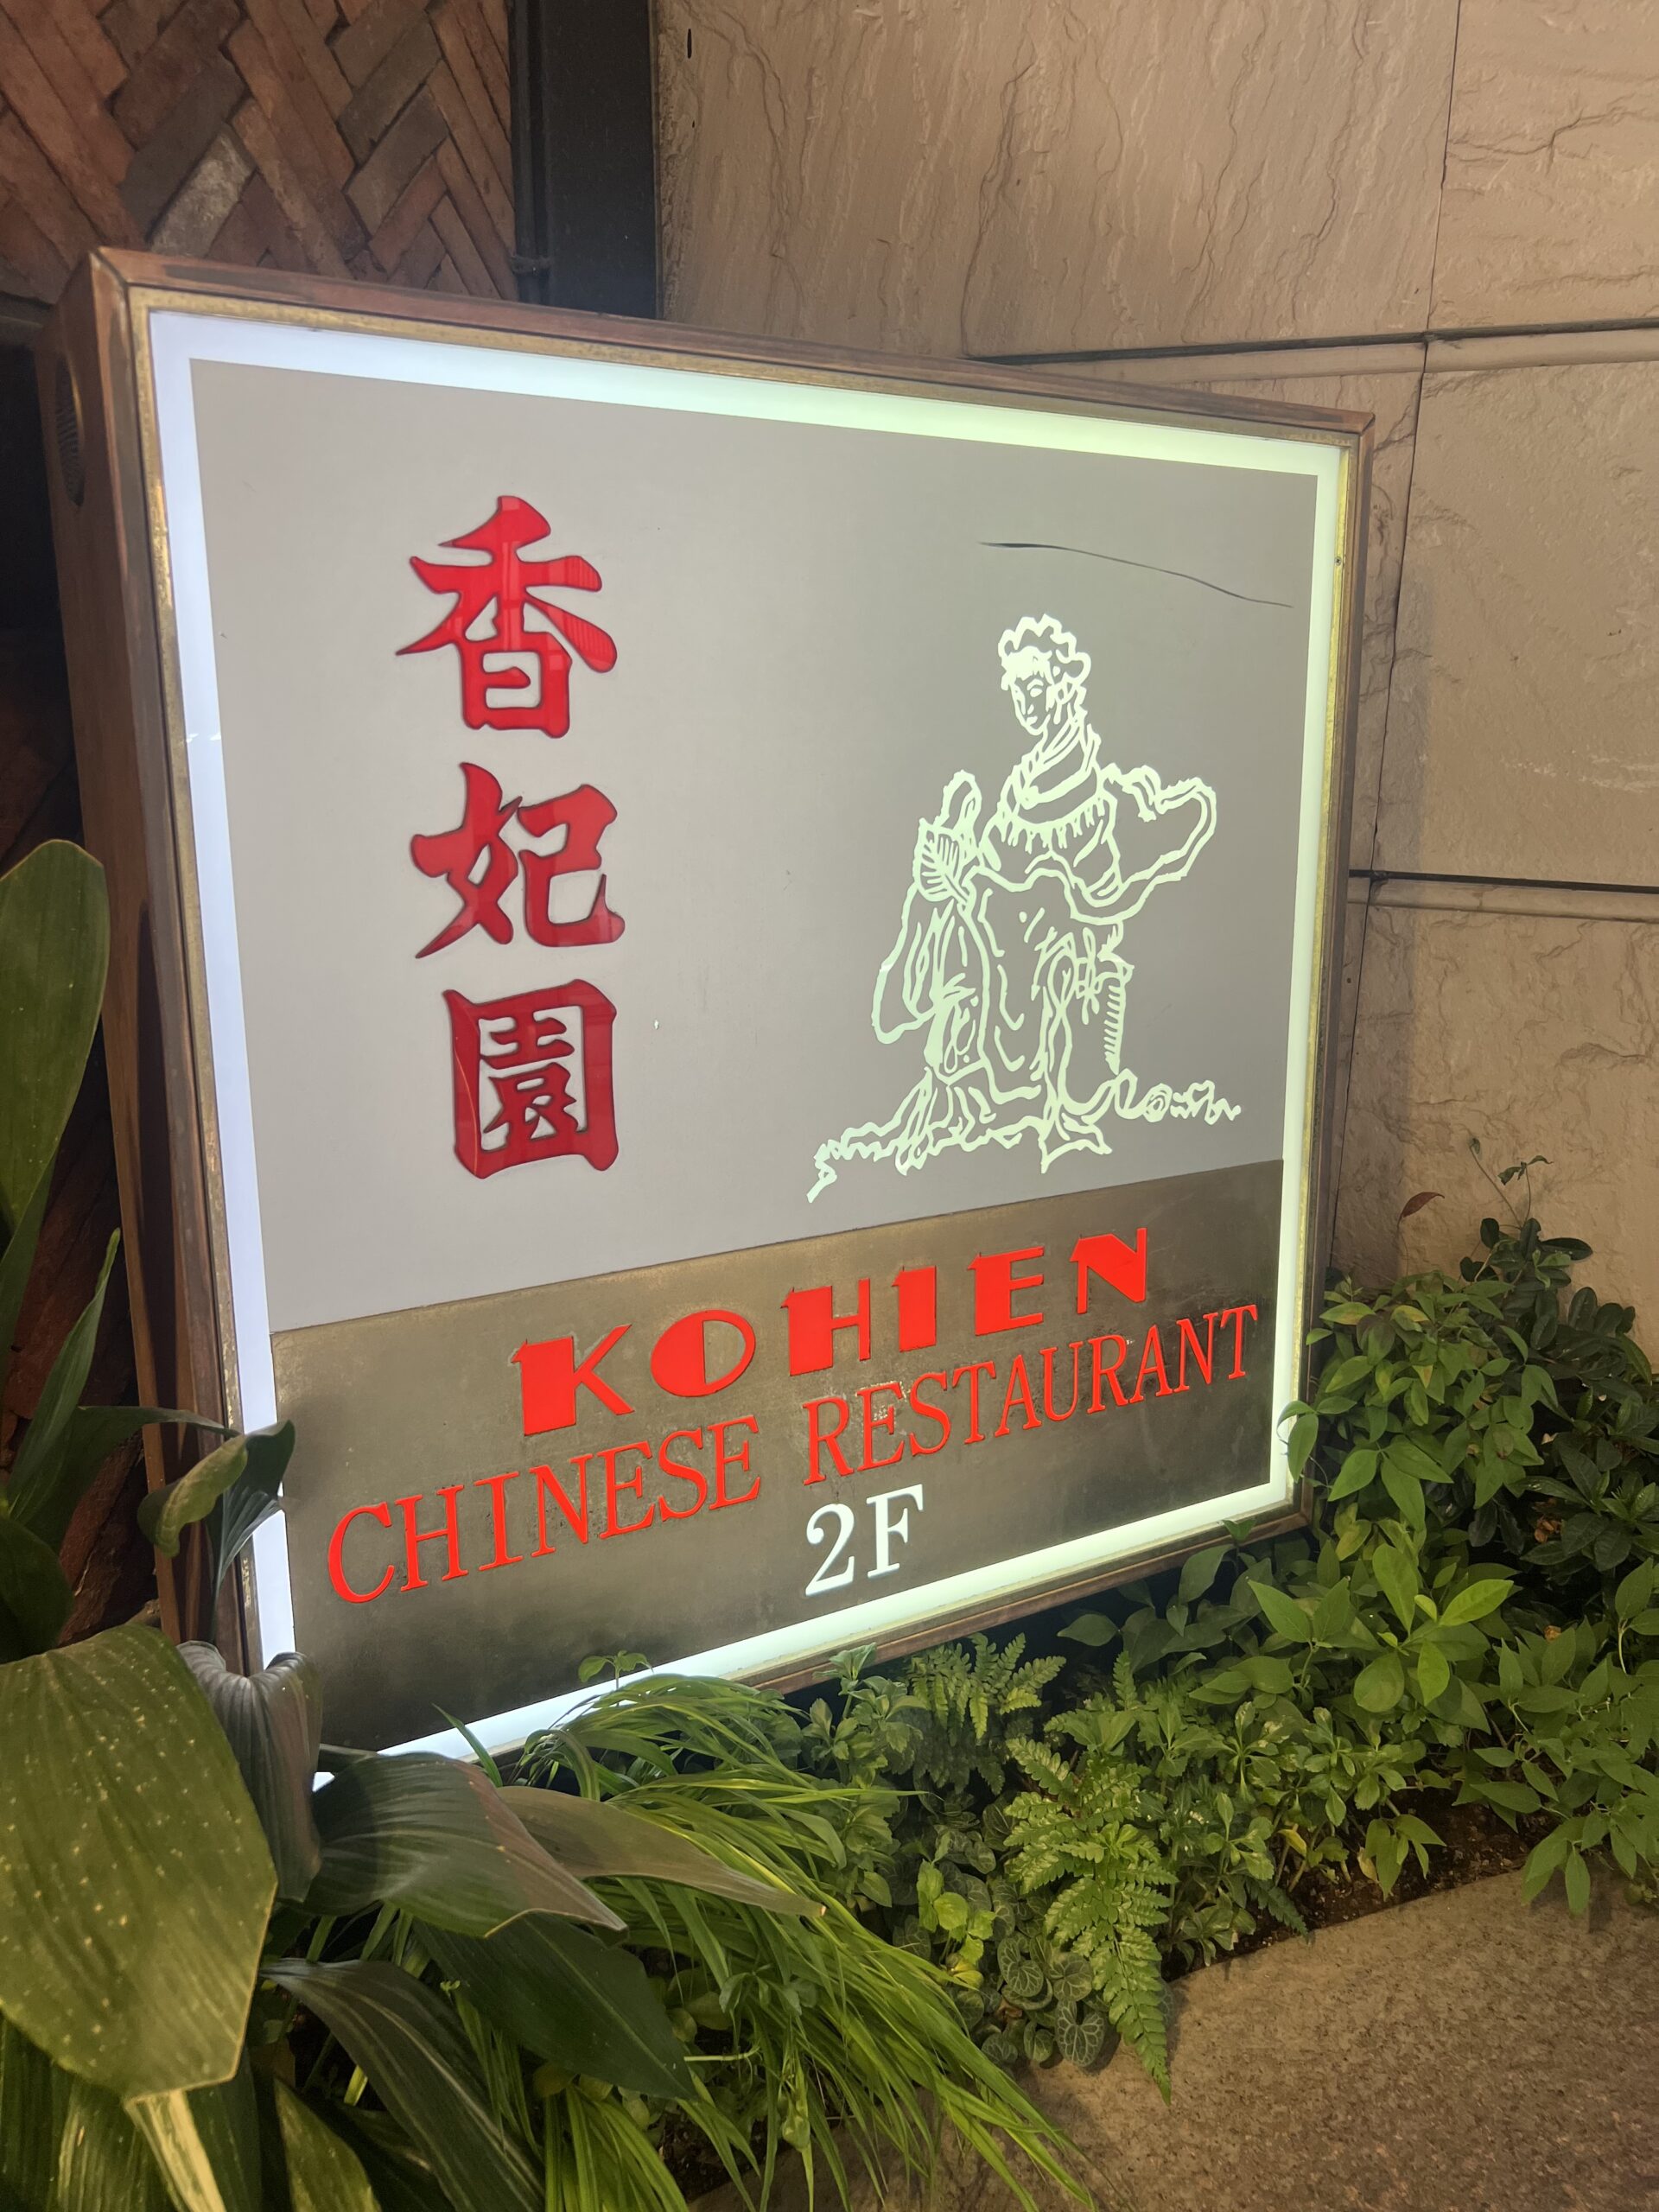 香妃園
KOHIEN
CHINESE RESTAURANT
2F